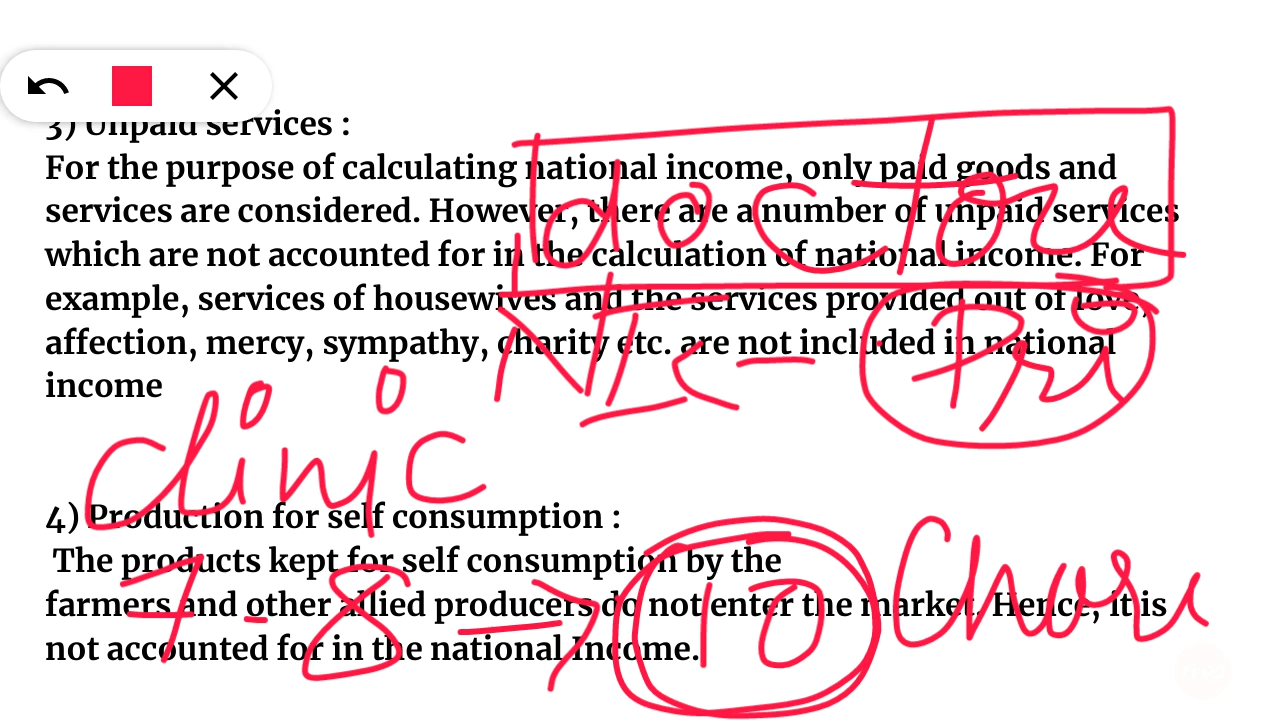 3) Unpaid services :
For the purpose of calculating national income, only paid goods and
services are considered. However, there are a number of unpaid services
which are not accounted for in the calculation of national income. For
example, services of housewives and the services provided out of love,
affection, mercy, sympathy, charity etc. are not included in national
income
doctore
clinic
4) Production for self consumption :
The products kept for self consumption by the
farmers and other allied producers do not enter the market. Hence, it is
not accounted for in the national Income.
7-8 → 10